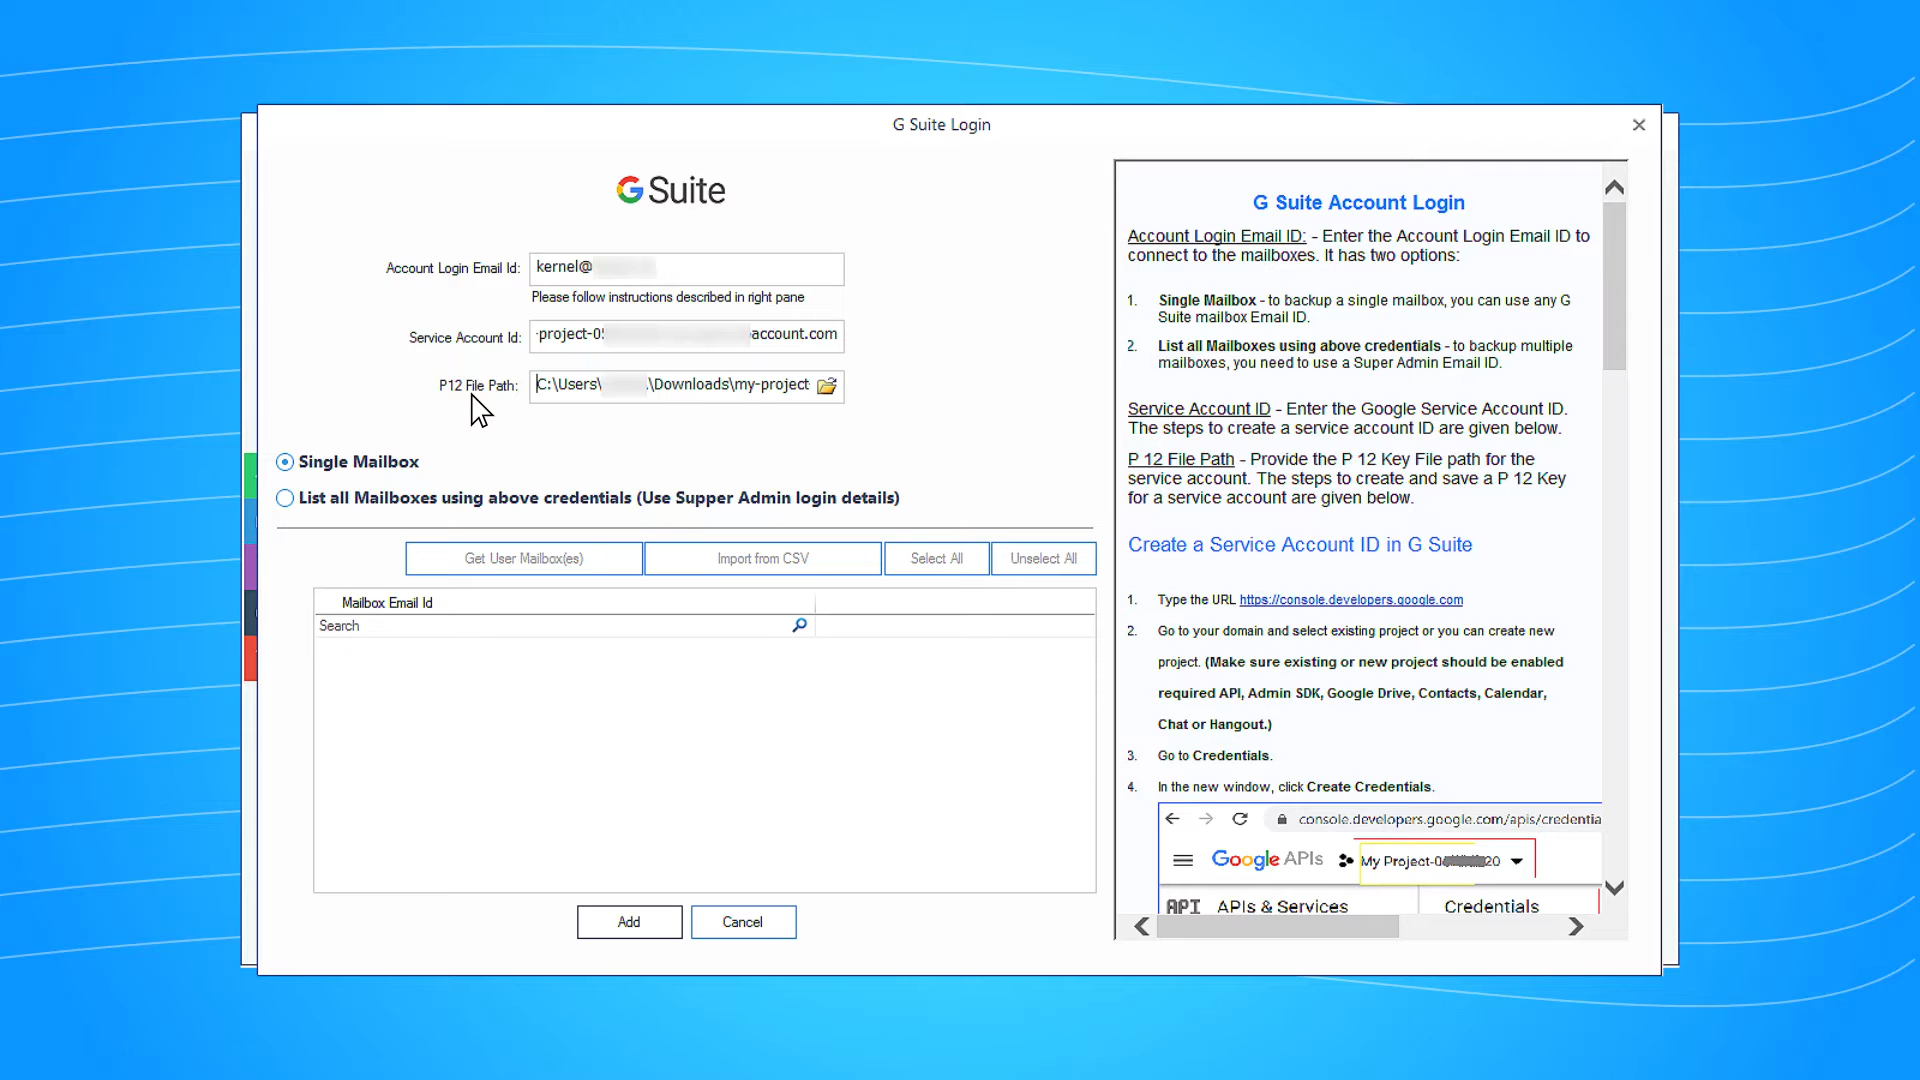 G Suite Login
G Suite
Account Login Email Id:
kernel@
Please follow instructions described in right pane
Service Account Id:
-project-0
account.com
P12 File Path:
C:\Users\
\Downloads\my-project
Single Mailbox
List all Mailboxes using above credentials (Use Supper Admin login details)
Get User Mailbox(es)
Import from CSV
Select All
Unselect All
Mailbox Email Id
Search
Add
Cancel
G Suite Account Login
Account Login Email ID: - Enter the Account Login Email ID to
connect to the mailboxes. It has two options:
1. Single Mailbox - to backup a single mailbox, you can use any G
Suite mailbox Email ID.
2. List all Mailboxes using above credentials - to backup multiple
mailboxes, you need to use a Super Admin Email ID.
Service Account ID - Enter the Google Service Account ID.
The steps to create a service account ID are given below.
P 12 File Path - Provide the P 12 Key File path for the
service account. The steps to create and save a P 12 Key
for a service account are given below.
Create a Service Account ID in G Suite
1. Type the URL https://console.developers.google.com
2. Go to your domain and select existing project or you can create new
project. (Make sure existing or new project should be enabled
required API, Admin SDK, Google Drive, Contacts, Calendar,
Chat or Hangout.)
3. Go to Credentials.
4. In the new window, click Create Credentials.
console.developers.google.com/apis/credentia
Google APIs
My Project-0
20
API APIs & Services
Credentials